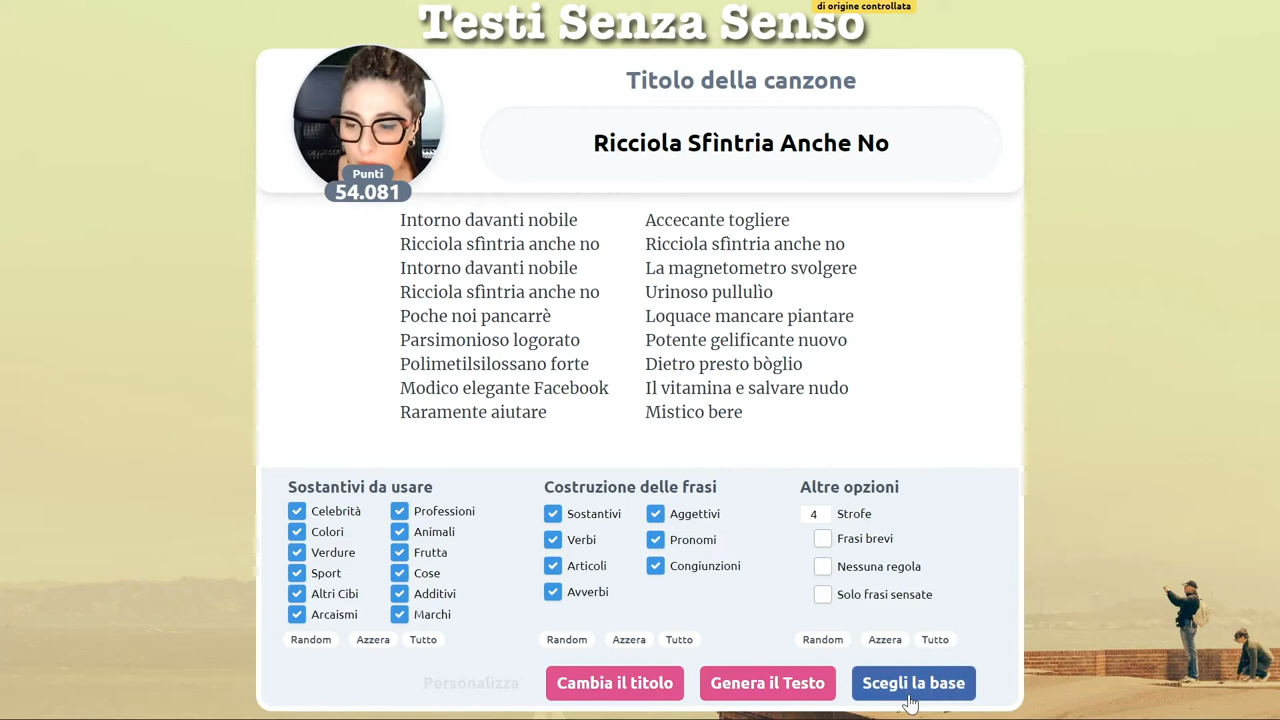 di origine controllata
Testi Senza Senso
Titolo della canzone
Ricciola Sfìntria Anche No
Punti
54.081
Intorno davanti nobile
Ricciola sfìntria anche no
Intorno davanti nobile
Ricciola sfìntria anche no
Poche noi pancarrè
Parsimonioso logorato
Polimetilsilossano forte
Modico elegante Facebook
Raramente aiutare
Accecante togliere
Ricciola sfìntria anche no
La magnetometro svolgere
Urinoso pullulìo
Loquace mancare piantare
Potente gelificante nuovo
Dietro presto bòglio
Il vitamina e salvare nudo
Mistico bere
Sostantivi da usare
Celebrità
Professioni
Colori
Animali
Verdure
Frutta
Sport
Cose
Altri Cibi
Additivi
Arcaismi
Marchi
Random
Azzera
Tutto
Costruzione delle frasi
Sostantivi
Aggettivi
Verbi
Pronomi
Articoli
Congiunzioni
Avverbi
Random
Azzera
Tutto
Altre opzioni
4 Strofe
Frasi brevi
Nessuna regola
Solo frasi sensate
Random
Azzera
Tutto
Personalizza
Cambia il titolo
Genera il Testo
Scegli la base